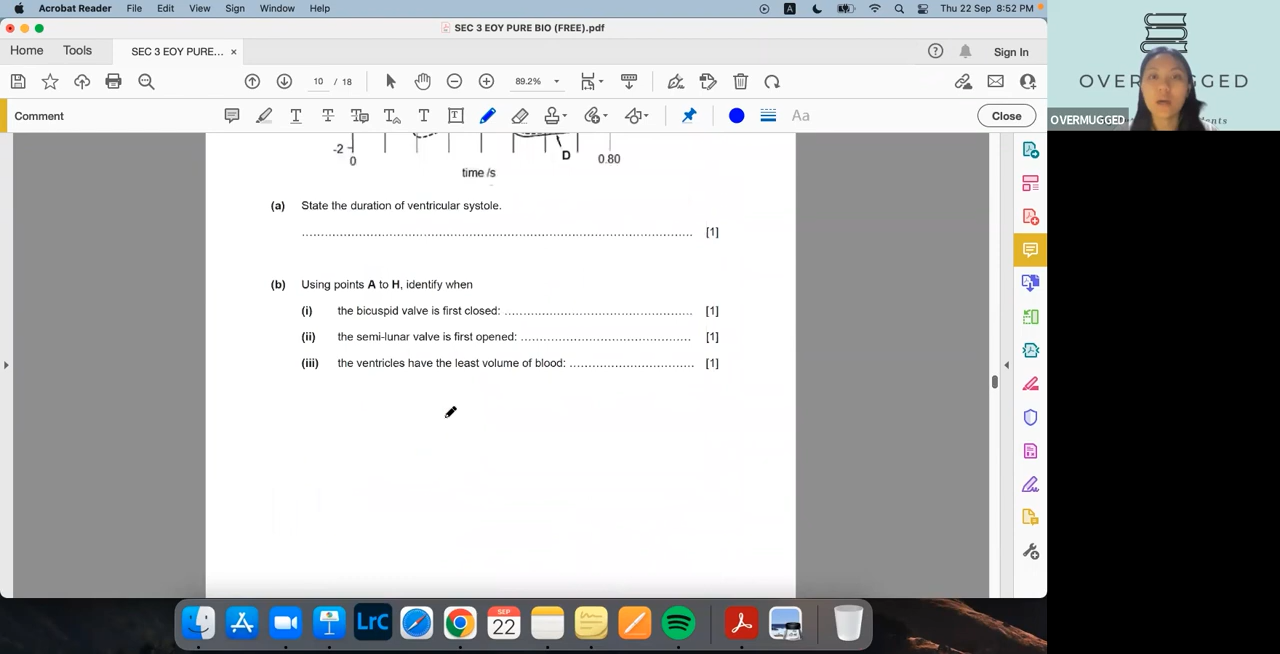 Acrobat Reader File Edit View Sign Window Help
A Thu 22 Sep 8:52 PM
SEC 3 EOY PURE BIO (FREE).pdf
Home Tools SEC 3 EOY PURE... × Sign In
10 / 18 89.2%
Comment Aa Close
-2
0 D 0.80
time /s
(a) State the duration of ventricular systole.
........................................................................................................ [1]
(b) Using points A to H, identify when
(i) the bicuspid valve is first closed: .................................................. [1]
(ii) the semi-lunar valve is first opened: ............................................. [1]
(iii) the ventricles have the least volume of blood: ................................. [1]
OVERMUGGED
LrC
SEP
22